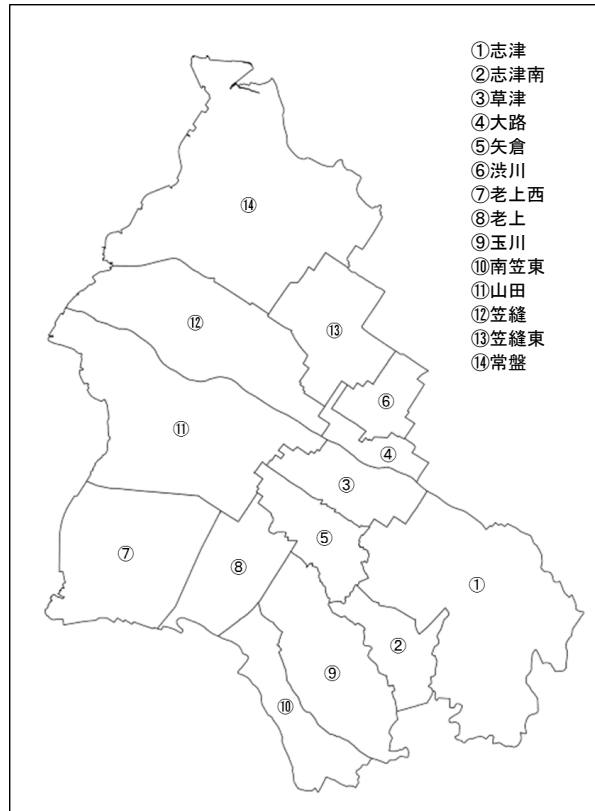 ①志津
②志津南
③草津
④大路
⑤矢倉
⑥渋川
⑦老上西
⑧老上
⑨玉川
⑩南笠東
⑪山田
⑫笠縫
⑬笠縫東
⑭常盤
⑭
⑫
⑬
⑥
⑪
④
③
⑤
⑦
⑧
①
②
⑨
⑩